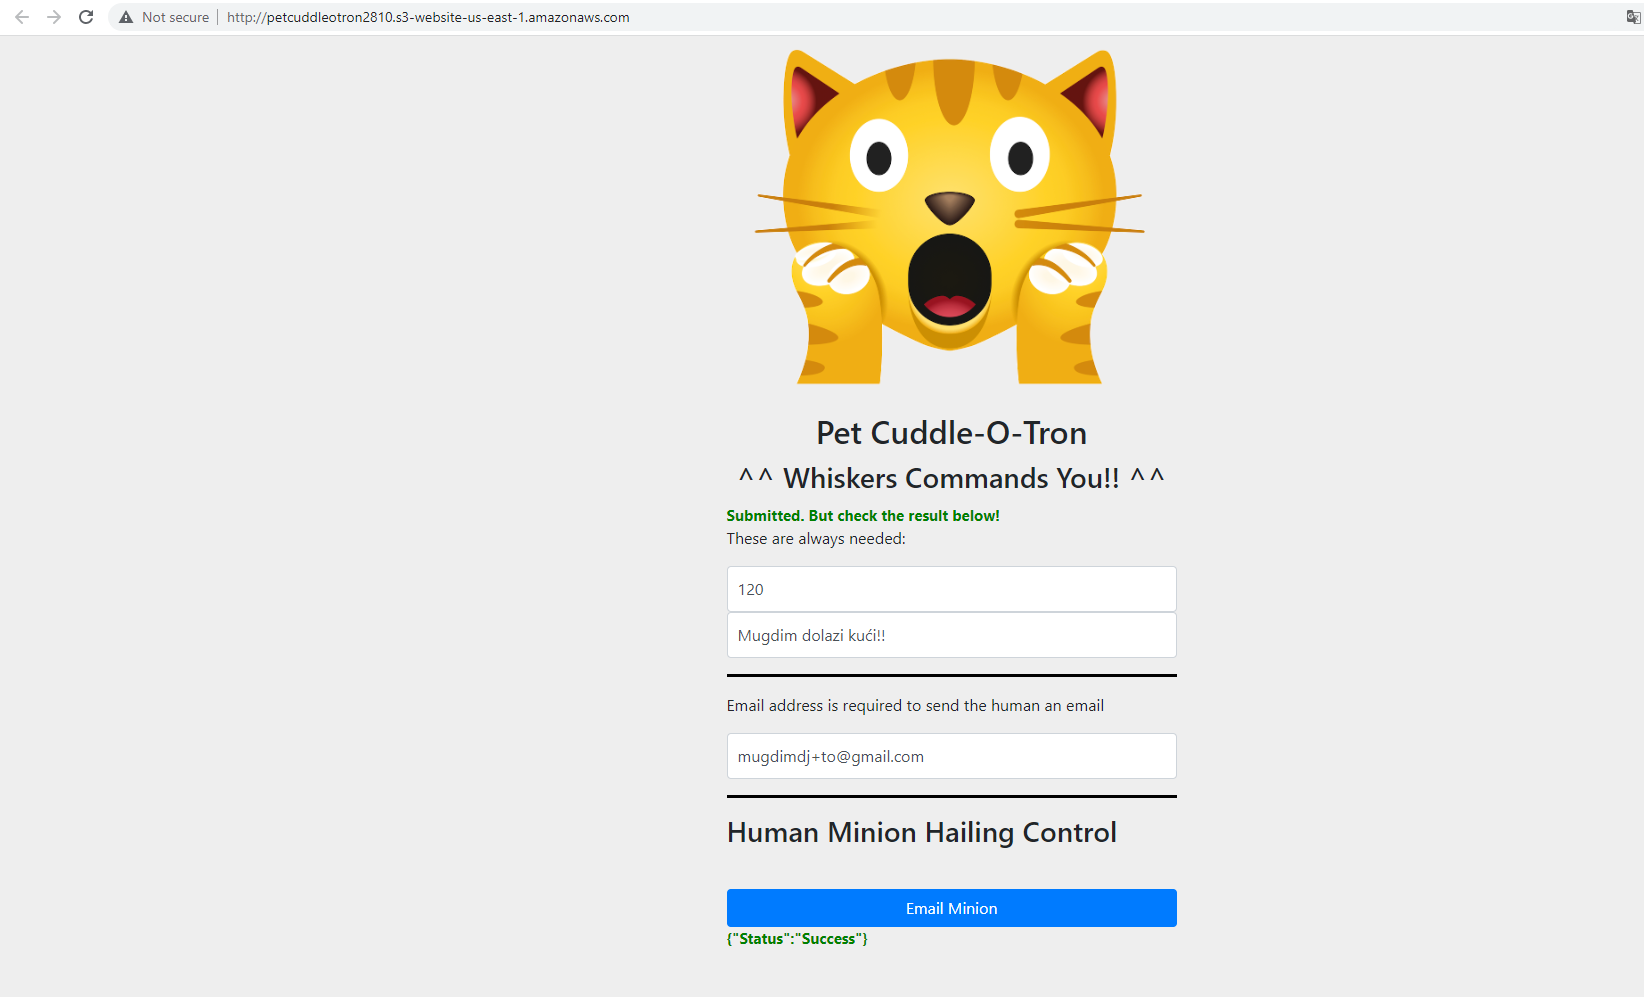 Not secure | http://petcuddleotron2810.s3-website-us-east-1.amazonaws.com
Pet Cuddle-O-Tron
^^ Whiskers Commands You!! ^^
Submitted. But check the result below!
These are always needed:
120
Mugdim dolazi kući!!
Email address is required to send the human an email
mugdimdj+to@gmail.com
Human Minion Hailing Control
Email Minion
{"Status":"Success"}